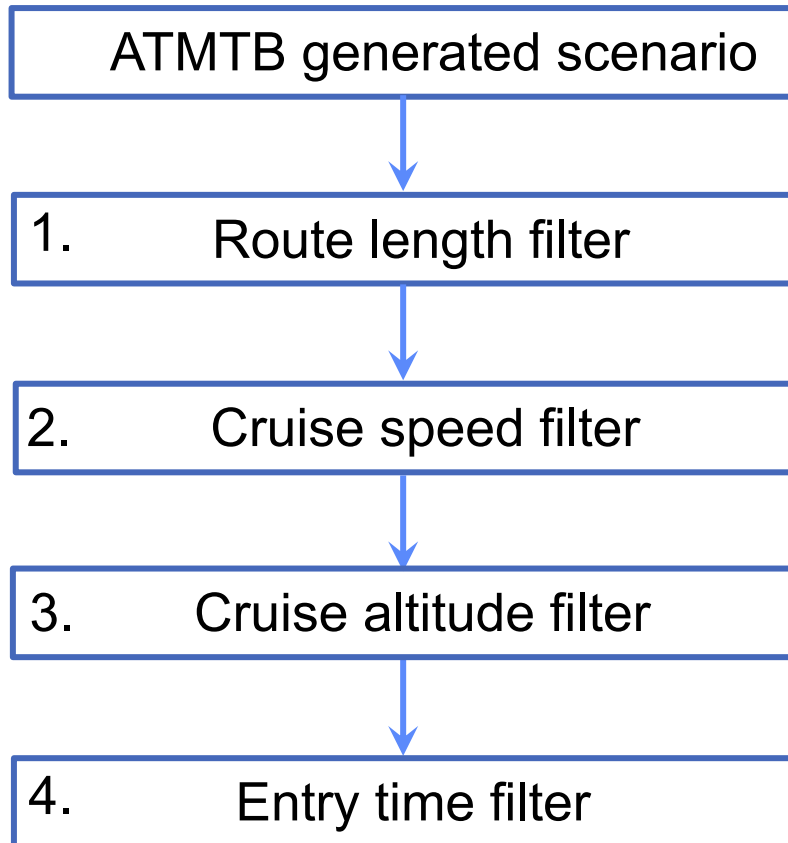 ATMTB generated scenario
1. Route length filter
2. Cruise speed filter
3. Cruise altitude filter
4. Entry time filter